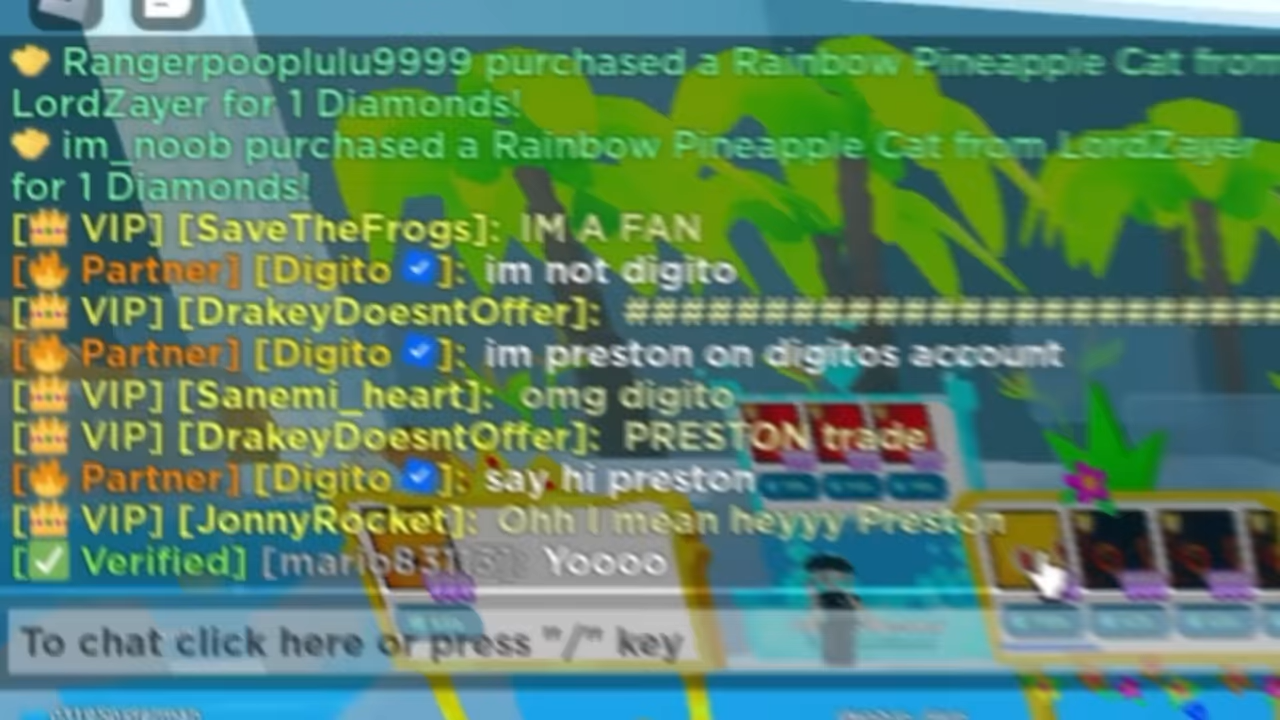 Rangerpooplulu9999 purchased a Rainbow Pineapple Cat from
LordZayer for 1 Diamonds!
im_noob purchased a Rainbow Pineapple Cat from LordZayer
for 1 Diamonds!
[VIP] [SaveTheFrogs]: IM A FAN
[Partner] [Digito]: im not digito
[VIP] [DrakeyDoesntOffer]: ############################
[Partner] [Digito]: im preston on digitos account
[VIP] [Sanemi_heart]: omg digito
[VIP] [DrakeyDoesntOffer]: PRESTON trade
[Partner] [Digito]: say hi preston
[VIP] [JonnyRocket]: Ohh I mean heyyy Preston
[Verified] Yoooo
To chat click here or press "/" key